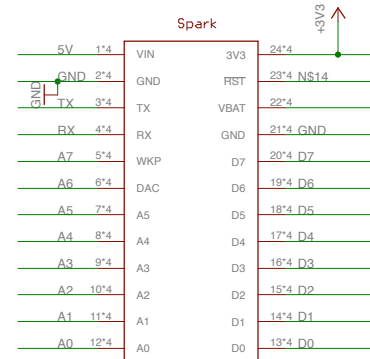 Spark
+3V3
5V 1*4 VIN 3V3 24*4
GND 2*4 GND RST 23*4 N$14
GND
TX 3*4 TX VBAT 22*4
RX 4*4 RX GND 21*4 GND
A7 5*4 WKP D7 20*4 D7
A6 6*4 DAC D6 19*4 D6
A5 7*4 A5 D5 18*4 D5
A4 8*4 A4 D4 17*4 D4
A3 9*4 A3 D3 16*4 D3
A2 10*4 A2 D2 15*4 D2
A1 11*4 A1 D1 14*4 D1
A0 12*4 A0 D0 13*4 D0